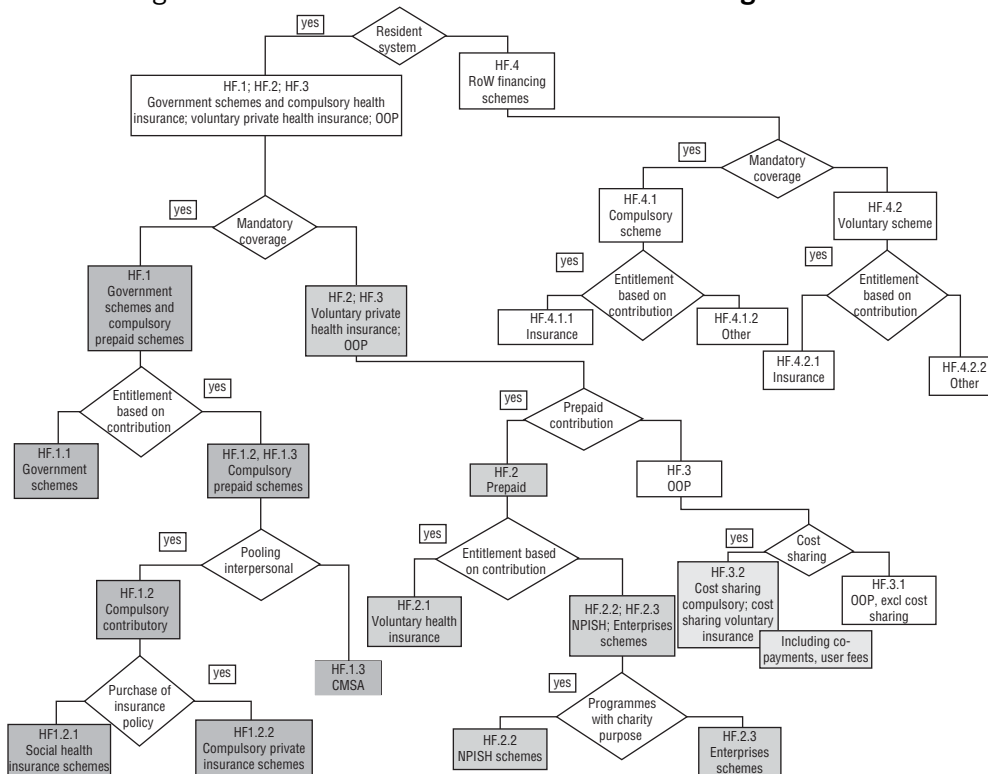 yes
Resident
system
HF.1; HF.2; HF.3
Government schemes and compulsory health
insurance; voluntary private health insurance; OOP
HF.4
RoW financing
schemes
yes
Mandatory
coverage
yes
Mandatory
coverage
HF.4.1
Compulsory
scheme
HF.4.2
Voluntary scheme
HF.1
Government
schemes and
compulsory
prepaid schemes
HF.2; HF.3
Voluntary private
health insurance;
OOP
yes
Entitlement
based on
contribution
yes
Entitlement
based on
contribution
HF.4.1.1
Insurance
HF.4.1.2
Other
HF.4.2.1
Insurance
HF.4.2.2
Other
Entitlement
based on
contribution
yes
yes
Prepaid
contribution
HF.1.1
Government
schemes
HF.1.2, HF.1.3
Compulsory
prepaid schemes
HF.2
Prepaid
HF.3
OOP
yes
Pooling
interpersonal
yes
Entitlement based
on contribution
yes
Cost
sharing
HF.1.2
Compulsory
contributory
HF.1.3
CMSA
HF.2.1
Voluntary health
insurance
HF.2.2; HF.2.3
NPISH; Enterprises
schemes
HF.3.2
Cost sharing
compulsory; cost
sharing voluntary
insurance
HF.3.1
OOP, excl cost
sharing
Including co-
payments, user fees
Purchase of
insurance
policy
yes
yes
Programmes
with charity
purpose
HF1.2.1
Social health
insurance schemes
HF1.2.2
Compulsory private
insurance schemes
HF.2.2
NPISH schemes
HF.2.3
Enterprises
schemes